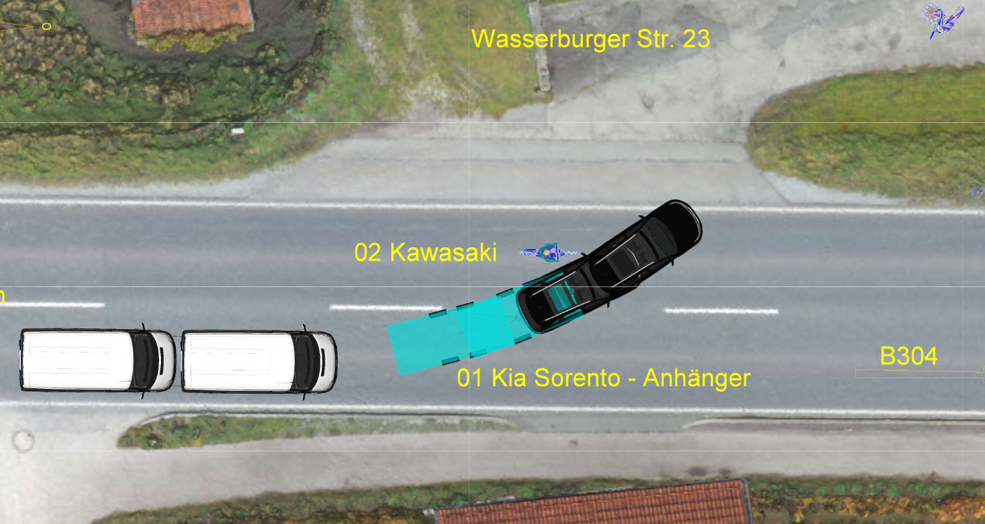 Wasserburger Str. 23
02 Kawasaki
B304
01 Kia Sorento - Anhänger